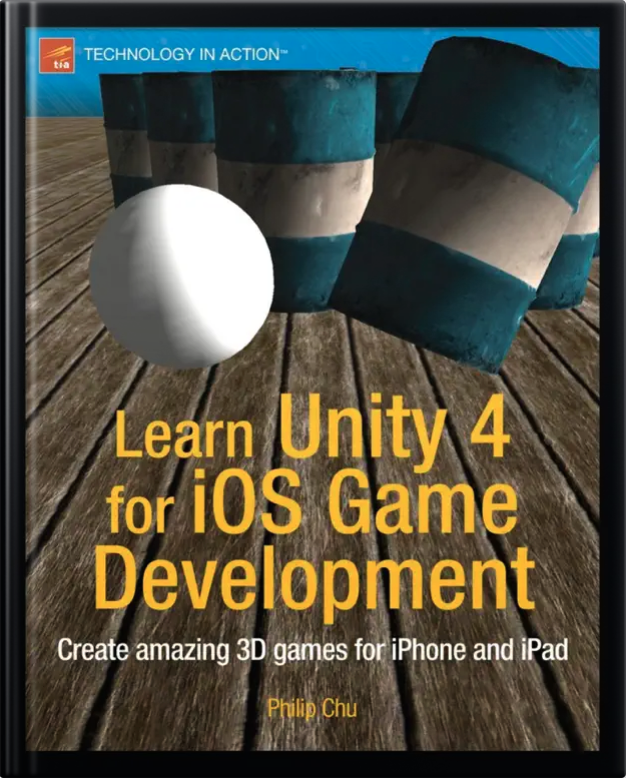 tia
TECHNOLOGY IN ACTION™
Learn Unity 4
for iOS Game
Development
Create amazing 3D games for iPhone and iPad
Philip Chu